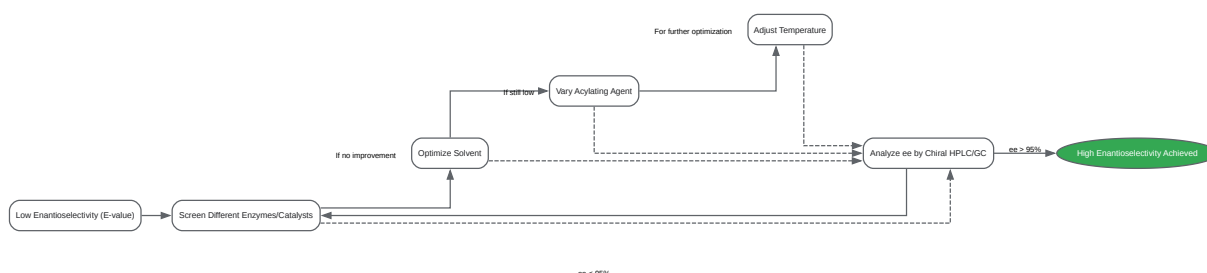 For further optimization
Adjust Temperature
If still low
Vary Acylating Agent
If no improvement
Optimize Solvent
Analyze ee by Chiral HPLC/GC
ee > 95%
High Enantioselectivity Achieved
Low Enantioselectivity (E-value)
Screen Different Enzymes/Catalysts